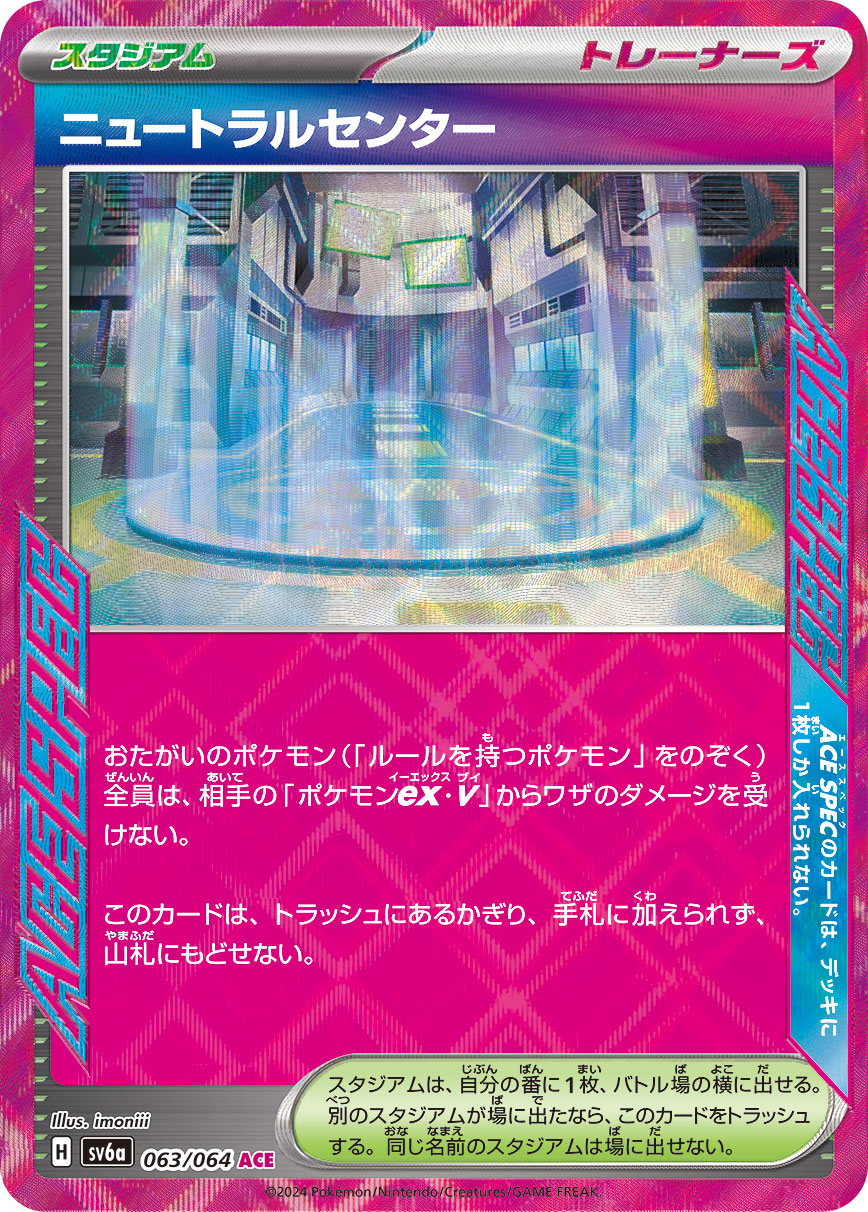 スタジアム
トレーナーズ
ニュートラルセンター
ACE SPEC
ACE SPEC
ACE SPECのカードは、デッキに
1枚しか入れられない。
おたがいのポケモン（「ルールを持つポケモン」をのぞく）
全員は、相手の「ポケモンex・V」からワザのダメージを受
けない。
このカードは、トラッシュにあるかぎり、手札に加えられず、
山札にもどせない。
スタジアムは、自分の番に1枚、バトル場の横に出せる。
別のスタジアムが場に出たなら、このカードをトラッシュ
する。同じ名前のスタジアムは場に出せない。
Illus. imoniii
H sv6a 063/064 ACE
©2024 Pokémon/Nintendo/Creatures/GAME FREAK.